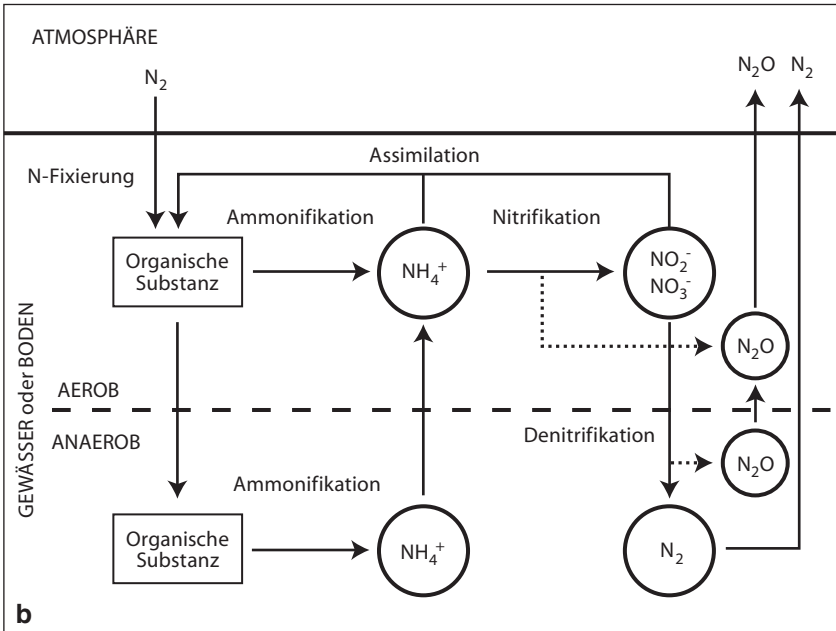 ATMOSPHÄRE
N₂O N₂
N₂
Assimilation
N-Fixierung
Ammonifikation
Nitrifikation
Organische
Substanz
NH₄⁺
NO₂⁻
NO₃⁻
N₂O
GEWÄSSER oder BODEN
AEROB
ANAEROB
Denitrifikation
N₂O
Ammonifikation
Organische
Substanz
NH₄⁺
N₂
b